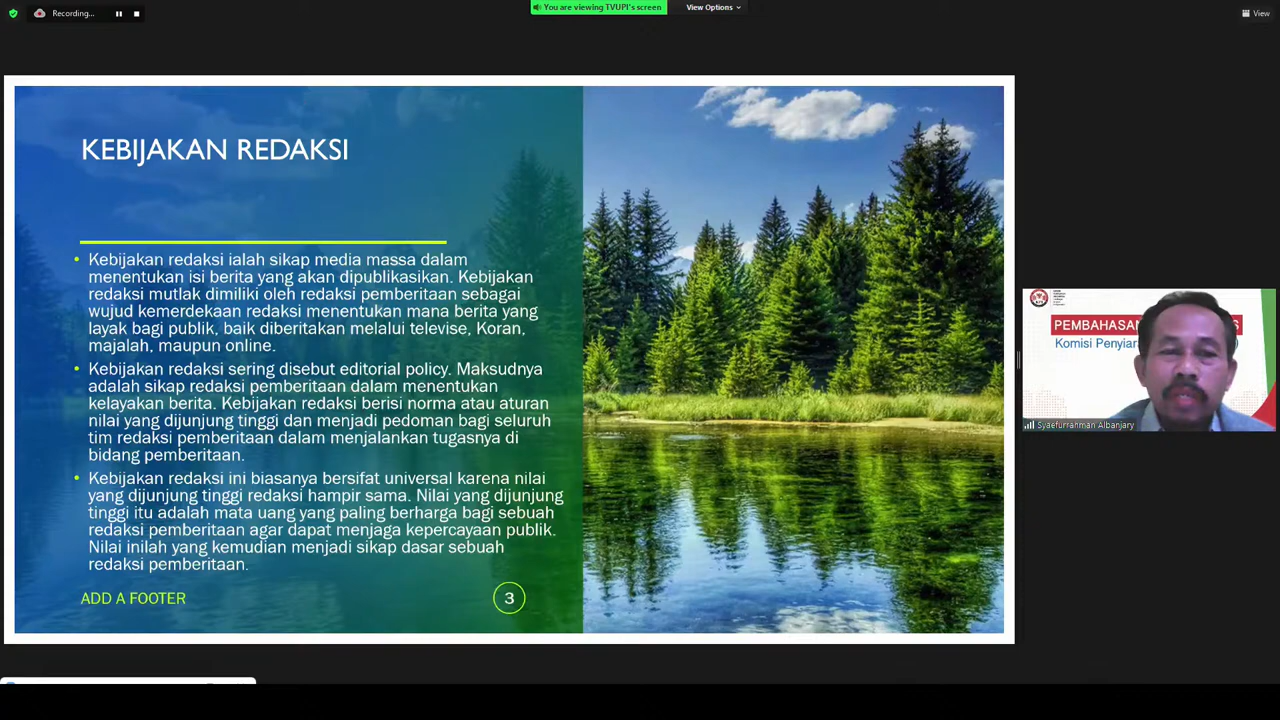 Recording...
You are viewing TVUPI's screen
View Options
View
KEBIJAKAN REDAKSI
• Kebijakan redaksi ialah sikap media massa dalam
menentukan isi berita yang akan dipublikasikan. Kebijakan
redaksi mutlak dimiliki oleh redaksi pemberitaan sebagai
wujud kemerdekaan redaksi menentukan mana berita yang
layak bagi publik, baik diberitakan melalui televise, Koran,
majalah, maupun online.
• Kebijakan redaksi sering disebut editorial policy. Maksudnya
adalah sikap redaksi pemberitaan dalam menentukan
kelayakan berita. Kebijakan redaksi berisi norma atau aturan
nilai yang dijunjung tinggi dan menjadi pedoman bagi seluruh
tim redaksi pemberitaan dalam menjalankan tugasnya di
bidang pemberitaan.
• Kebijakan redaksi ini biasanya bersifat universal karena nilai
yang dijunjung tinggi redaksi hampir sama. Nilai yang dijunjung
tinggi itu adalah mata uang yang paling berharga bagi sebuah
redaksi pemberitaan agar dapat menjaga kepercayaan publik.
Nilai inilah yang kemudian menjadi sikap dasar sebuah
redaksi pemberitaan.
ADD A FOOTER
3
PEMBAHASAN
Komisi Penyia
Syaefurrahman Albanjary